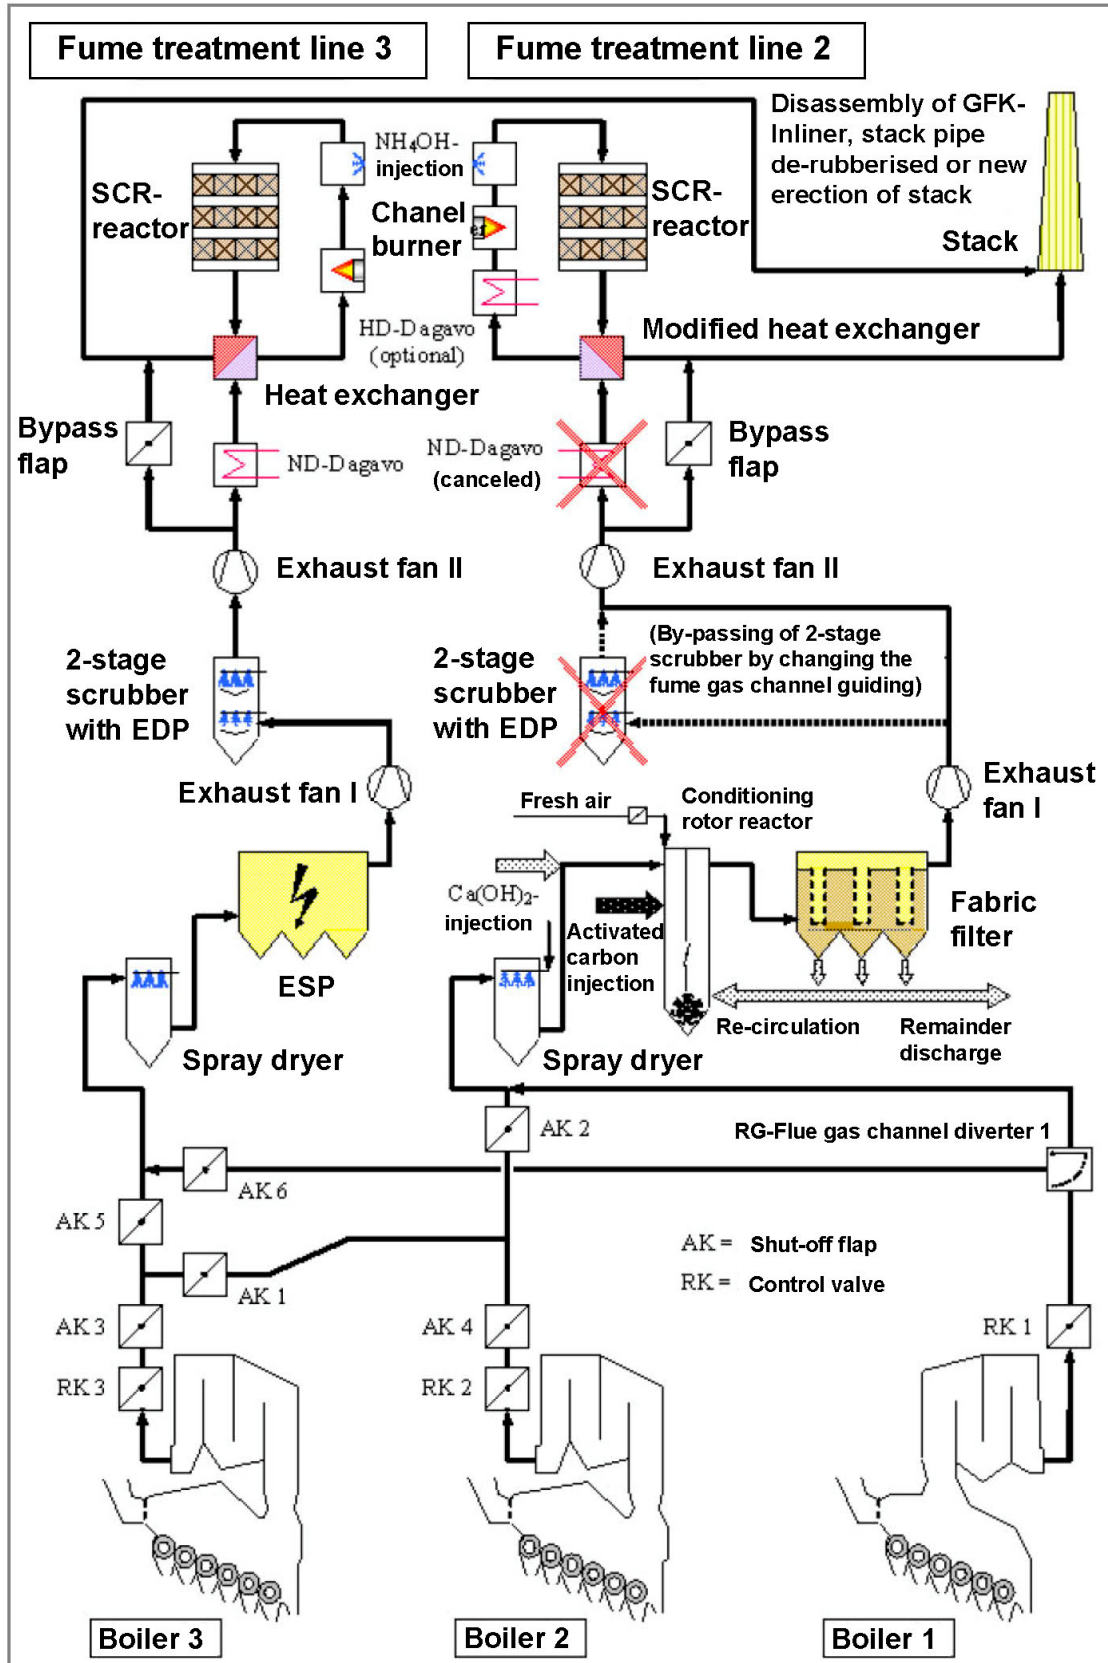 Fume treatment line 3
Fume treatment line 2
Disassembly of GFK-
Inliner, stack pipe
de-rubberised or new
erection of stack
Stack
SCR-
reactor
NH₄OH-
injection
Chanel
burner
SCR-
reactor
HD-Dagavo
(optional)
Modified heat exchanger
Heat exchanger
Bypass
flap
ND-Dagavo
ND-Dagavo
(canceled)
Bypass
flap
Exhaust fan II
Exhaust fan II
2-stage
scrubber
with EDP
2-stage
scrubber
with EDP
(By-passing of 2-stage
scrubber by changing the
fume gas channel guiding)
Exhaust fan I
Exhaust
fan I
Fresh air
Conditioning
rotor reactor
Ca(OH)₂-
injection
Activated
carbon
injection
Fabric
filter
ESP
Re-circulation
Remainder
discharge
Spray dryer
Spray dryer
AK 2
RG-Flue gas channel diverter 1
AK 6
AK 5
AK 1
AK = Shut-off flap
RK = Control valve
AK 3
AK 4
RK 1
RK 3
RK 2
Boiler 3
Boiler 2
Boiler 1